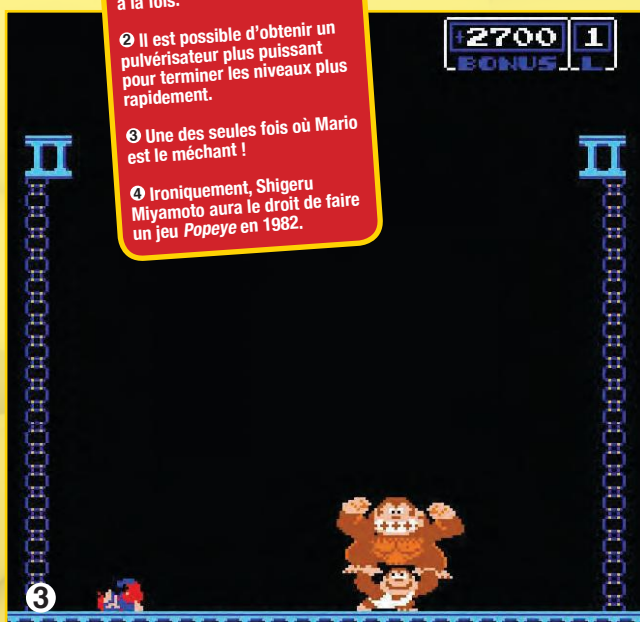 à la fois.
❷ Il est possible d’obtenir un
pulvérisateur plus puissant
pour terminer les niveaux plus
rapidement.
❸ Une des seules fois où Mario
est le méchant !
❹ Ironiquement, Shigeru
Miyamoto aura le droit de faire
un jeu Popeye en 1982.
+2700 1
BONUS L
❸